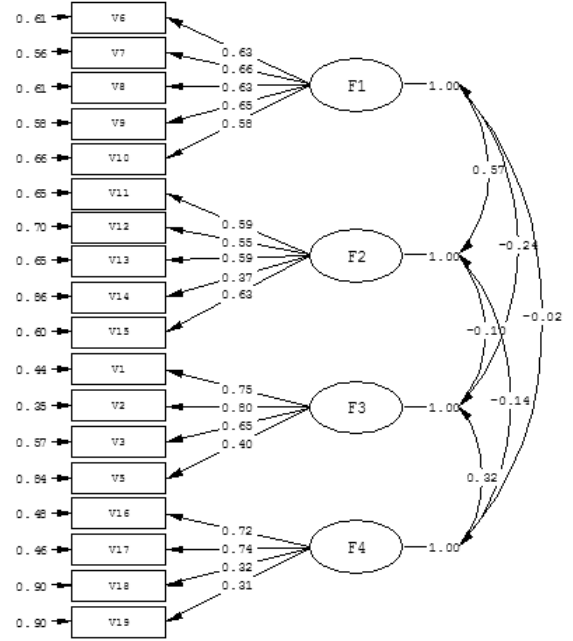 0.61 V6
0.63
0.56 V7
0.66
0.61 V8 0.63 F1 1.00
0.65
0.58 V9
0.58
0.66 V10
0.57
0.65 V11
0.59
0.70 V12
0.55
-0.24
0.65 V13 0.59 F2 1.00
0.37
0.86 V14
0.63
-0.02
0.60 V15
-0.10
0.44 V1
0.75
-0.14
0.35 V2 0.80 F3 1.00
0.65
0.57 V3
0.40
0.84 V5
0.32
0.48 V16
0.72
0.46 V17 0.74 F4 1.00
0.32
0.90 V18
0.31
0.90 V19